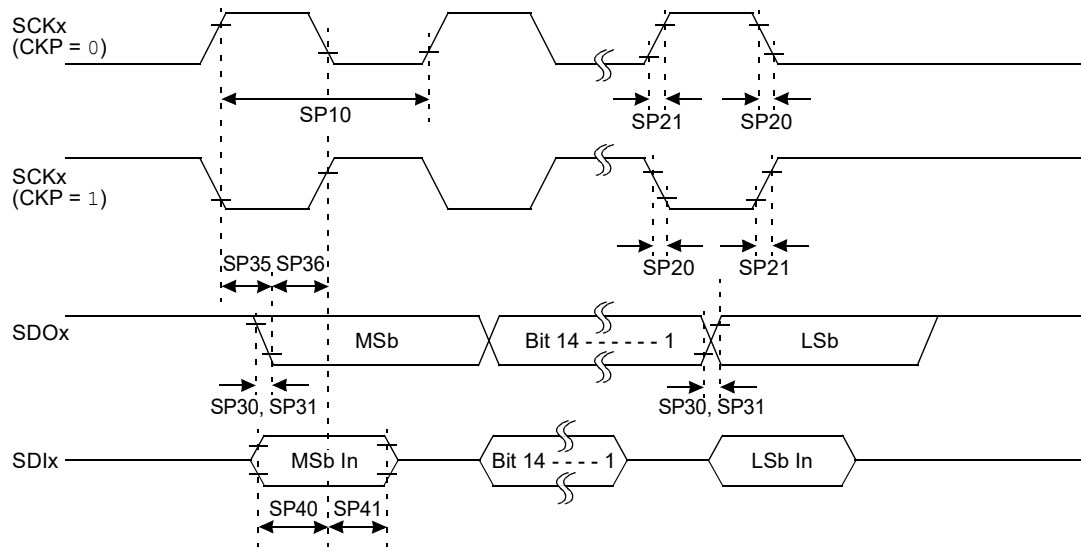 SCKx
(CKP = 0)
SP10
SP21
SP20
SCKx
(CKP = 1)
SP35
SP36
SP20
SP21
SDOx
MSb
Bit 14 - - - - - - 1
LSb
SP30, SP31
SP30, SP31
SDIx
MSb In
Bit 14 - - - - 1
LSb In
SP40
SP41